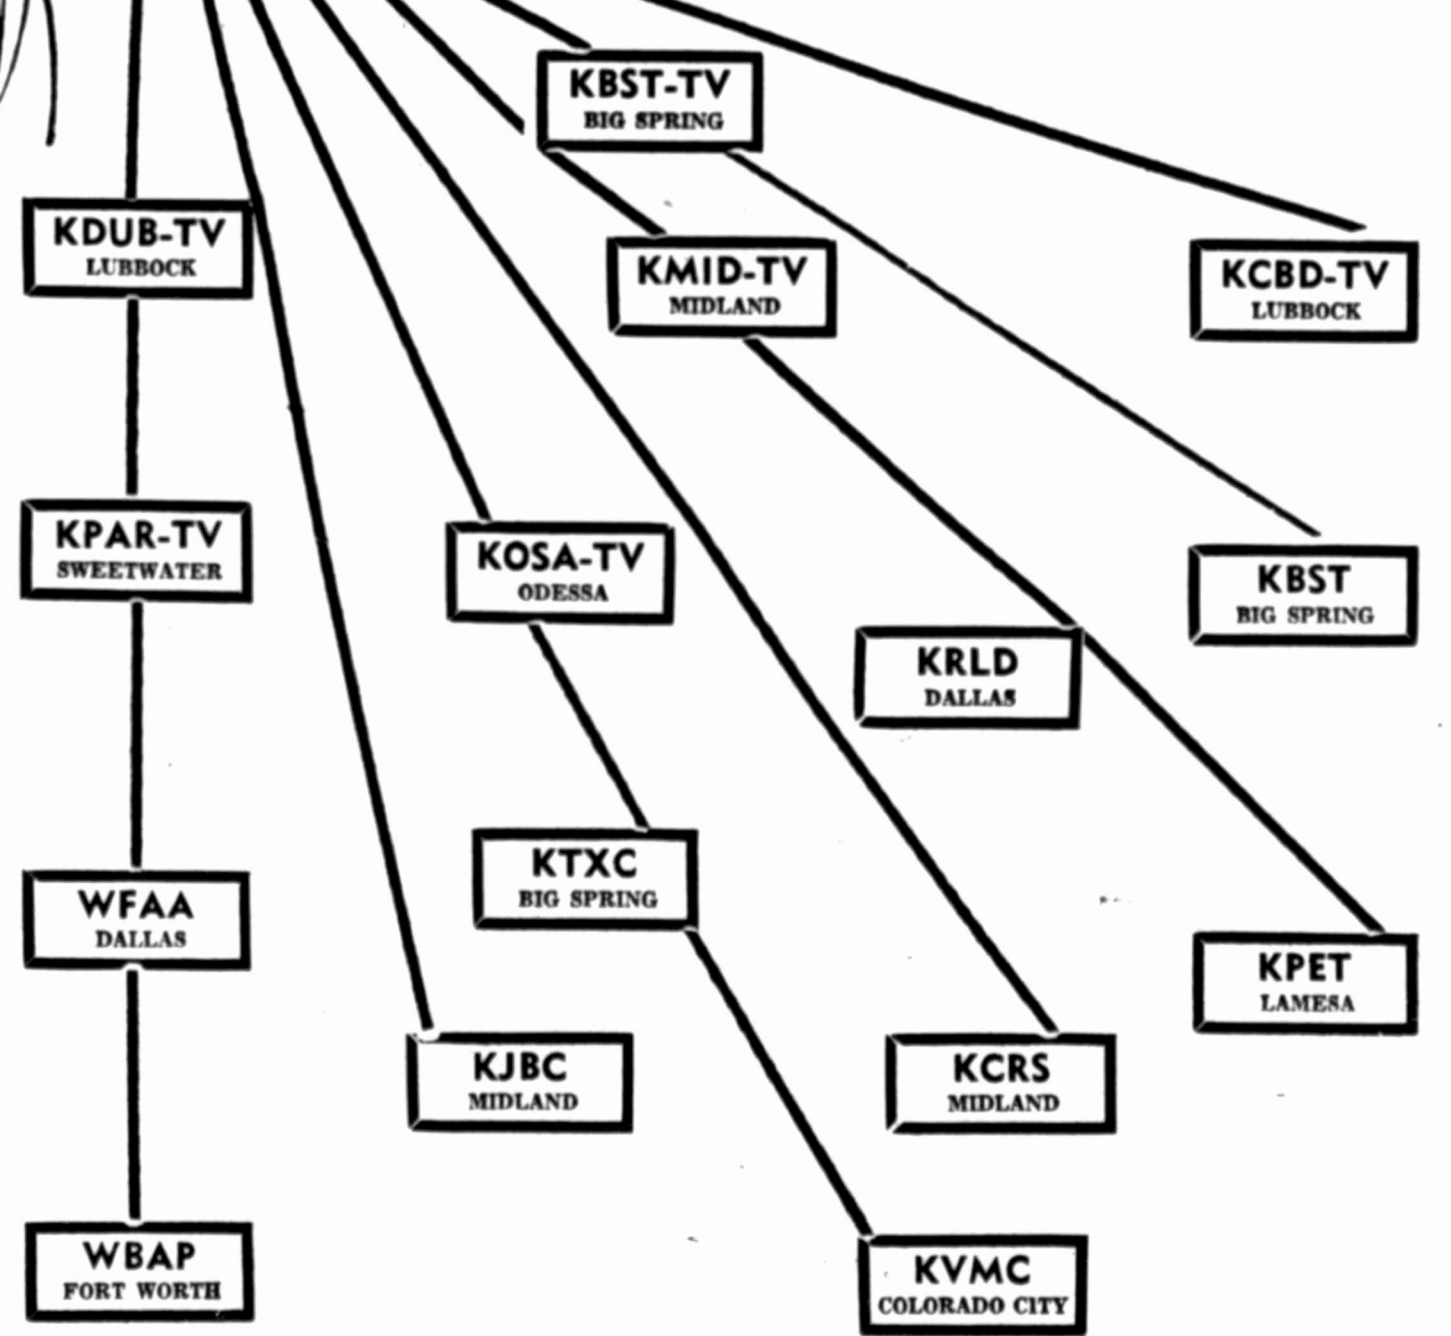 KBST-TV
BIG SPRING
KDUB-TV
LUBBOCK
KMID-TV
MIDLAND
KCBD-TV
LUBBOCK
KPAR-TV
SWEETWATER
KOSA-TV
ODESSA
KBST
BIG SPRING
KRLD
DALLAS
KTXC
BIG SPRING
WFAA
DALLAS
KPET
LAMESA
KJBC
MIDLAND
KCRS
MIDLAND
WBAP
FORT WORTH
KVMC
COLORADO CITY